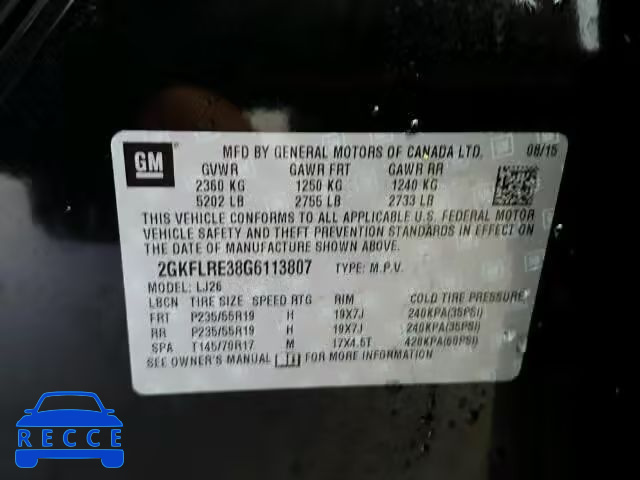 GM
MFD BY GENERAL MOTORS OF CANADA LTD. 08/15
GVWR GAWR FRT GAWR RR
2360 KG 1250 KG 1240 KG
5202 LB 2756 LB 2733 LB
THIS VEHICLE CONFORMS TO ALL APPLICABLE U.S. FEDERAL MOTOR
VEHICLE SAFETY AND THEFT PREVENTION STANDARDS IN EFFECT ON
THE DATE OF MANUFACTURE SHOWN ABOVE.
2GKFLRE38G6113807 TYPE: M.P.V.
MODEL: LJ26
LBCN TIRE SIZE SPEED RTG RIM COLD TIRE PRESSURE
FRT P235/55R19 H 19X7J 240KPA(35PSI)
RR P235/55R19 H 19X7J 240KPA(35PSI)
SPA T145/70R17 M 17X4.5T 420KPA(60PSI)
SEE OWNER'S MANUAL FOR MORE INFORMATION